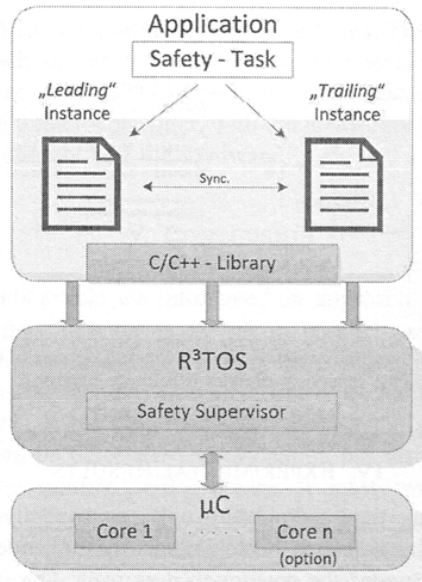 Application
Safety - Task
„Leading“
Instance
„Trailing“
Instance
Sync.
C/C++ - Library
R³TOS
Safety Supervisor
µC
Core 1 . . . . . Core n
(option)